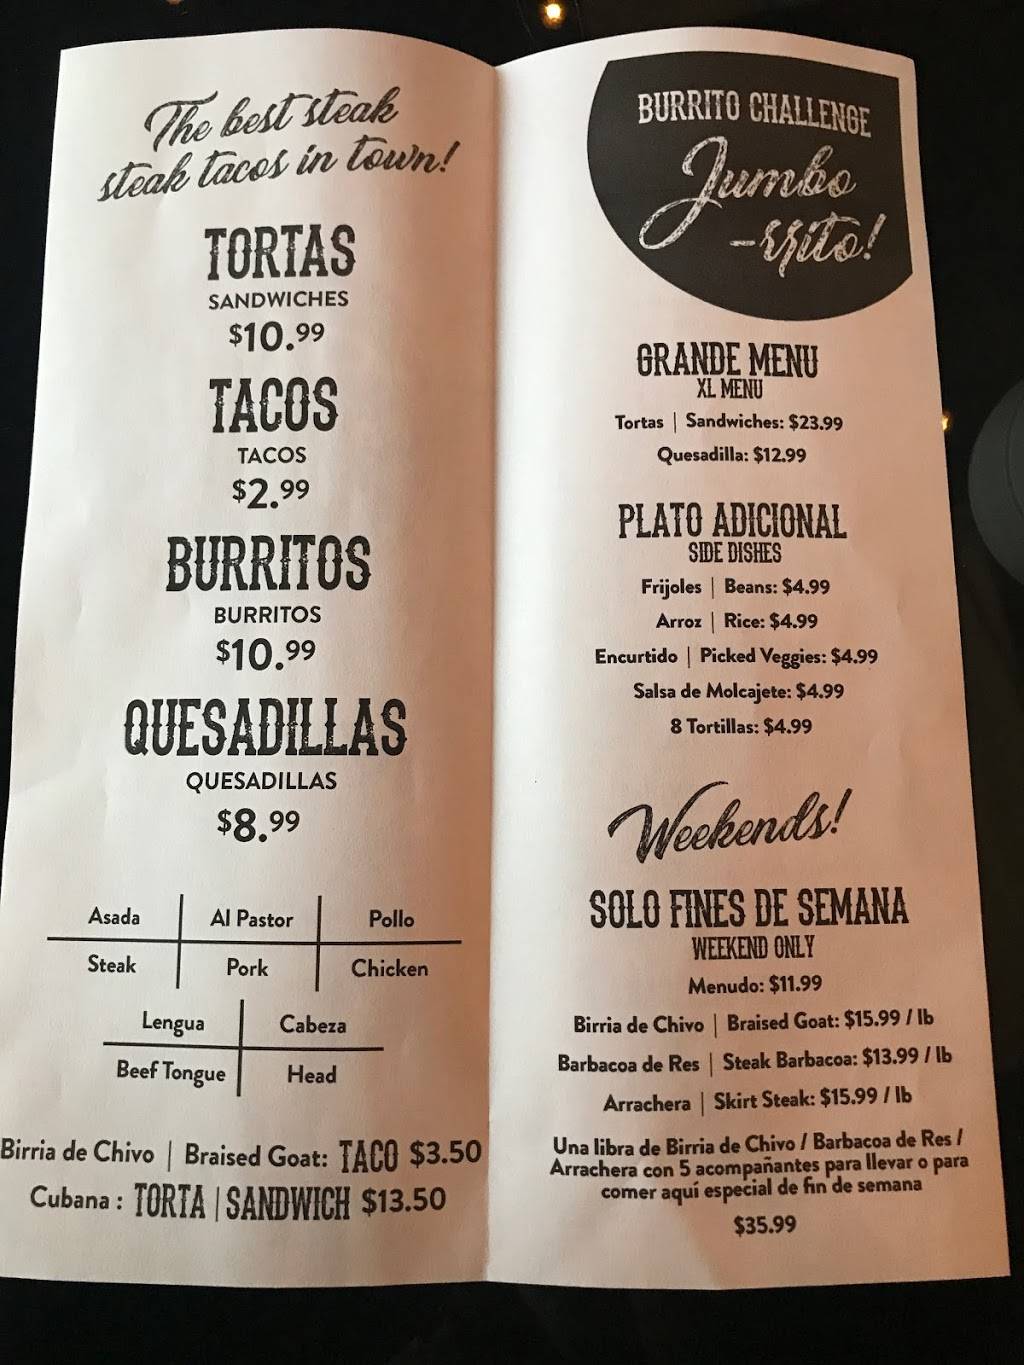 The best steak
steak tacos in town!
TORTAS
SANDWICHES
$10.99
TACOS
TACOS
$2.99
BURRITOS
BURRITOS
$10.99
QUESADILLAS
QUESADILLAS
$8.99
Asada | Al Pastor | Pollo
Steak | Pork | Chicken
Lengua | Cabeza
Beef Tongue | Head
Birria de Chivo | Braised Goat: TACO $3.50
Cubana : TORTA | SANDWICH $13.50
BURRITO CHALLENGE
Jumbo
-rrito!
GRANDE MENU
XL MENU
Tortas | Sandwiches: $23.99
Quesadilla: $12.99
PLATO ADICIONAL
SIDE DISHES
Frijoles | Beans: $4.99
Arroz | Rice: $4.99
Encurtido | Picked Veggies: $4.99
Salsa de Molcajete: $4.99
8 Tortillas: $4.99
Weekends!
SOLO FINES DE SEMANA
WEEKEND ONLY
Menudo: $11.99
Birria de Chivo | Braised Goat: $15.99 / lb
Barbacoa de Res | Steak Barbacoa: $13.99 / lb
Arrachera | Skirt Steak: $15.99 / lb
Una libra de Birria de Chivo / Barbacoa de Res /
Arrachera con 5 acompañantes para llevar o para
comer aquí especial de fin de semana
$35.99